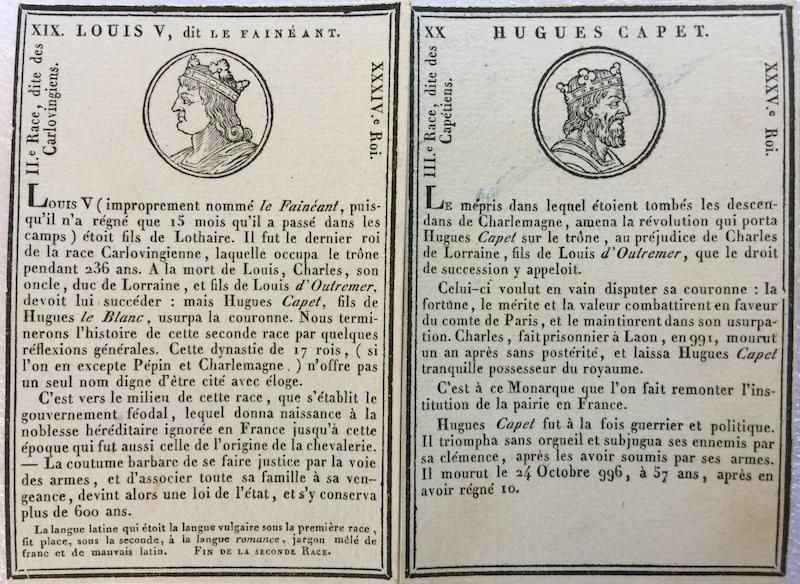 XIX. LOUIS V, dit LE FAINÉANT.
II.e Race, dite des
Carlovingiens.
XXXIV.e Roi.
LOUIS V (improprement nommé le Fainéant, puis-
qu'il n'a régné que 15 mois qu'il a passé dans les
camps) étoit fils de Lothaire. Il fut le dernier roi
de la race Carlovingienne, laquelle occupa le trône
pendant 236 ans. A la mort de Louis, Charles, son
oncle, duc de Lorraine, et fils de Louis d'Outremer,
devoit lui succéder : mais Hugues Capet, fils de
Hugues le Blanc, usurpa la couronne. Nous termi-
nerons l'histoire de cette seconde race par quelques
réflexions générales. Cette dynastie de 17 rois, ( si
l'on en excepte Pépin et Charlemagne , ) n'offre pas
un seul nom digne d'être cité avec éloge.
C'est vers le milieu de cette race, que s'établit le
gouvernement féodal, lequel donna naissance à la
noblesse héréditaire ignorée en France jusqu'à cette
époque qui fut aussi celle de l'origine de la chevalerie.
— La coutume barbare de se faire justice par la voie
des armes, et d'associer toute sa famille à sa ven-
geance, devint alors une loi de l'état, et s'y conserva
plus de 600 ans.
La langue latine qui étoit la langue vulgaire sous la première race,
fit place, sous la seconde, à la langue romance, jargon mêlé de
franc et de mauvais latin. FIN DE LA SECONDE RACE.
XX HUGUES CAPET.
III.e Race, dite des
Capétiens.
XXXV.e Roi.
LE mépris dans lequel étoient tombés les descen-
dans de Charlemagne, amena la révolution qui porta
Hugues Capet sur le trône, au préjudice de Charles
de Lorraine, fils de Louis d'Outremer, que le droit
de succession y appeloit.
Celui-ci voulut en vain disputer sa couronne : la
fortune, le mérite et la valeur combattirent en faveur
du comte de Paris, et le maintinrent dans son usurpa-
tion. Charles, fait prisonnier à Laon, en 991, mourut
un an après sans postérité, et laissa Hugues Capet
tranquille possesseur du royaume.
C'est à ce Monarque que l'on fait remonter l'ins-
titution de la pairie en France.
Hugues Capet fut à la fois guerrier et politique.
Il triompha sans orgueil et subjugua ses ennemis par
sa clémence, après les avoir soumis par ses armes.
Il mourut le 24 Octobre 996, à 57 ans, après en
avoir régné 10.